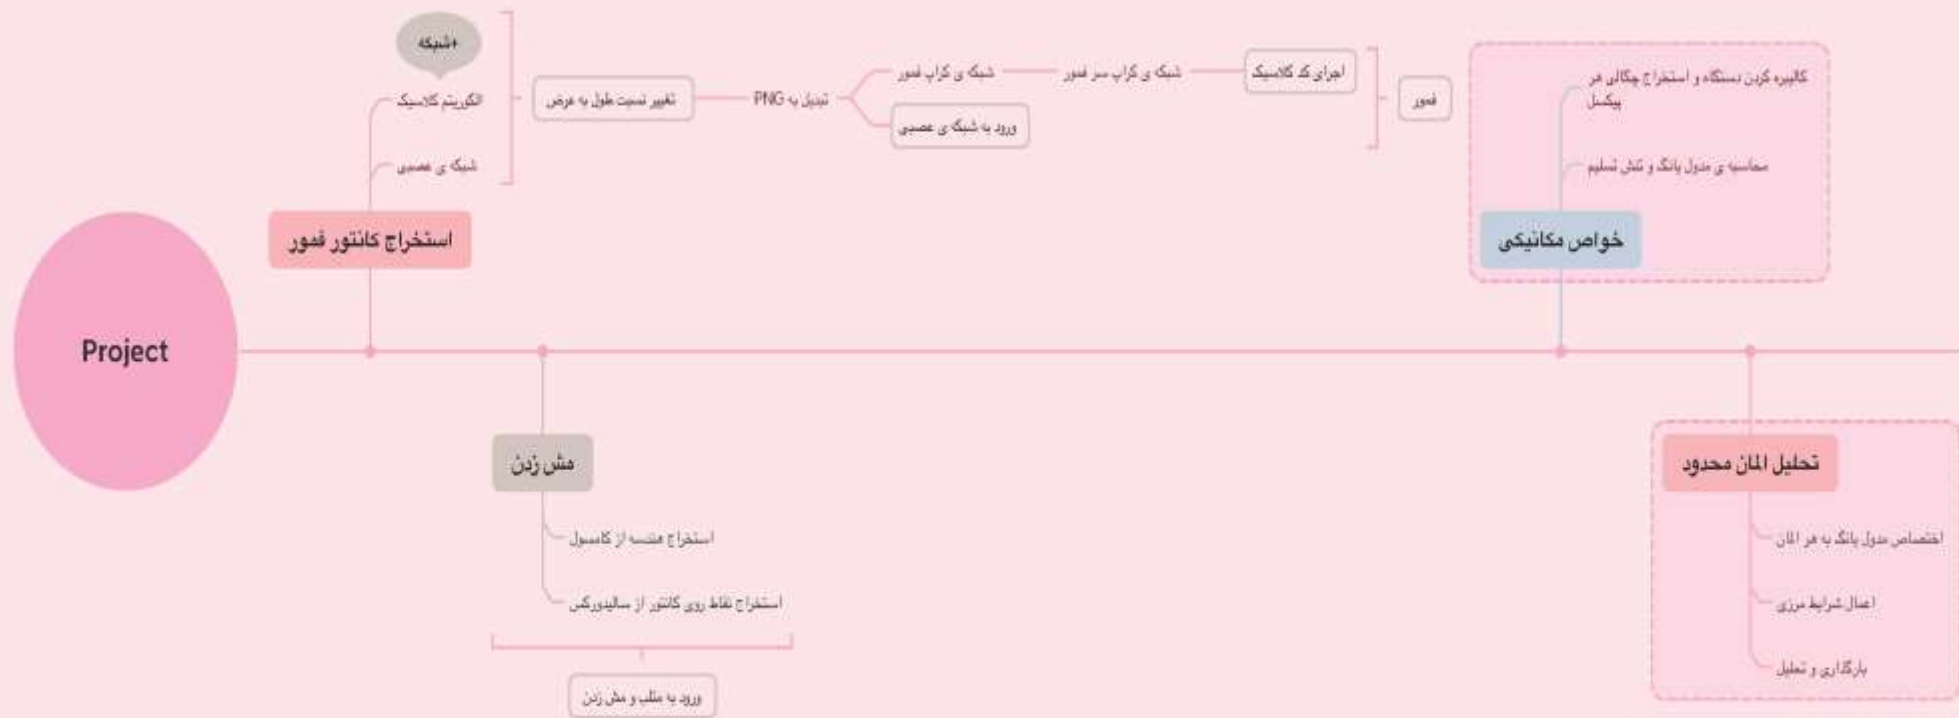 Project
استخراج کانتور فمور
+شبکه
الگوریتم کلاسیک
شبکه ی عصبی
تغییر نسبت طول به عرض
تبدیل به PNG
شبکه ی کراپ فمور
ورود به شبکه ی عصبی
شبکه ی کراپ سر فمور
اجرای کد کلاسیک
فمور
خواص مکانیکی
کالیبره کردن دستگاه و استخراج چگالی هر
پیکسل
محاسبه ی مدول یانگ و تنش تسلیم
مش زدن
استخراج هندسه از کامسول
استخراج نقاط روی کانتور از سالیدورکس
ورود به متلب و مش زدن
تحلیل المان محدود
اختصاص مدول یانگ به هر المان
اعمال شرایط مرزی
بارگذاری و تحلیل